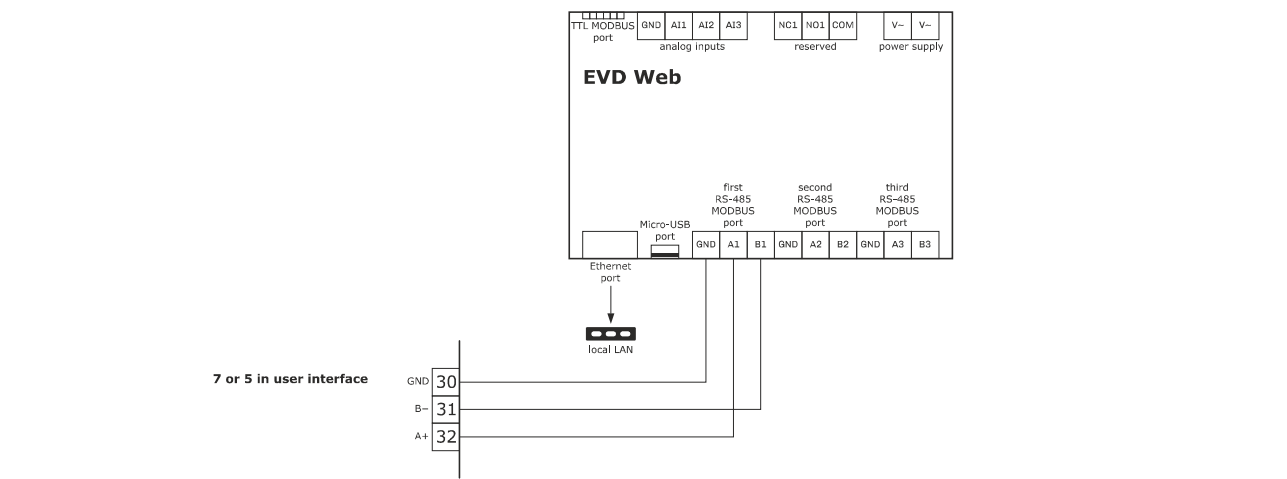 TTL MODBUS
port
GND AI1 AI2 AI3
analog inputs
NC1 NO1 COM
reserved
V~ V~
power supply
EVD Web
first
RS-485
MODBUS
port
second
RS-485
MODBUS
port
third
RS-485
MODBUS
port
Micro-USB
port
GND A1 B1 GND A2 B2 GND A3 B3
Ethernet
port
local LAN
7 or 5 in user interface
GND 30
B− 31
A+ 32